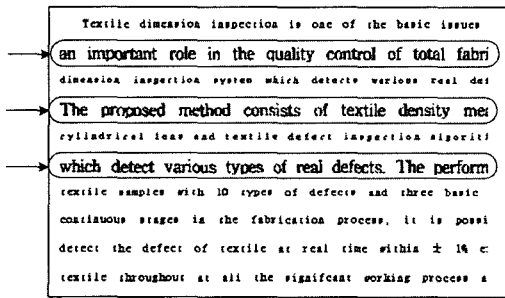 Textile dimension inspection is one of the basic issues
an important role in the quality control of total fabri
dimension inspection system which detects various real def
The proposed method consists of textile density mea
cylindrical lens and textile defect inspection algorit
which detect various types of real defects. The perform
textile samples with 10 types of defects and three basic
continuous stages in the fabrication process, it is possi
detect the defect of textile at real time within ± 1%
textile throughout at all the significant working process a